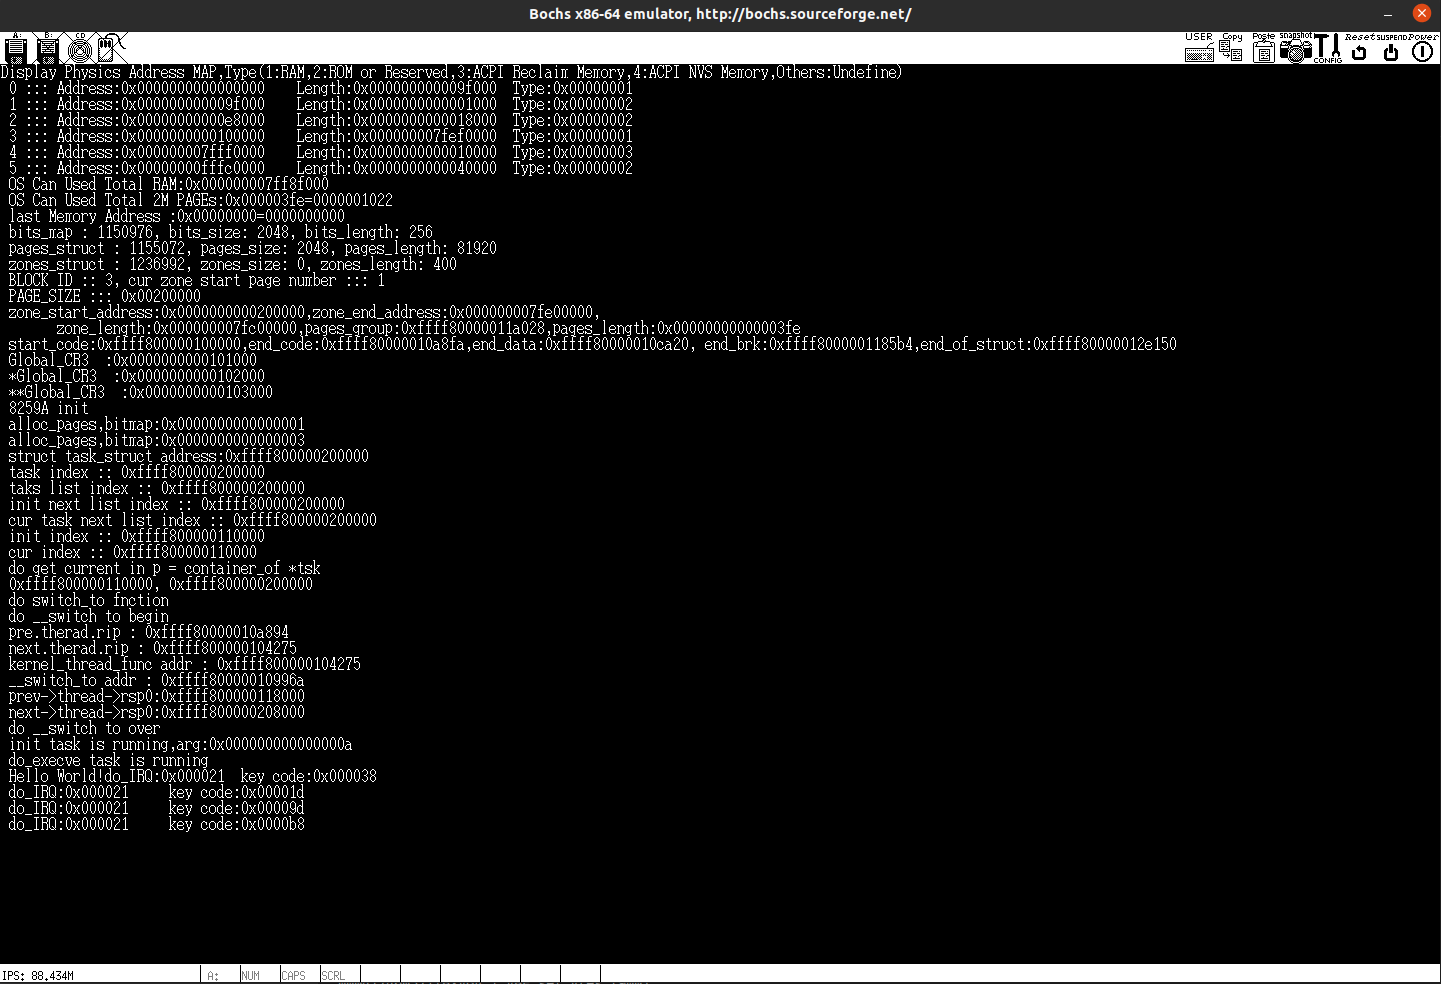 Bochs x86-64 emulator, http://bochs.sourceforge.net/
A: B: CD USER Copy Paste snapshot CONFIG Reset SUSPEND Power
Display Physics Address MAP,Type(1:RAM,2:ROM or Reserved,3:ACPI Reclaim Memory,4:ACPI NVS Memory,Others:Undefine)
0 ::: Address:0x0000000000000000 Length:0x000000000009f000 Type:0x00000001
1 ::: Address:0x000000000009f000 Length:0x0000000000001000 Type:0x00000002
2 ::: Address:0x00000000000e8000 Length:0x0000000000018000 Type:0x00000002
3 ::: Address:0x0000000000100000 Length:0x000000007fef0000 Type:0x00000001
4 ::: Address:0x000000007fff0000 Length:0x0000000000010000 Type:0x00000003
5 ::: Address:0x00000000fffc0000 Length:0x0000000000040000 Type:0x00000002
OS Can Used Total RAM:0x000000007ff8f000
OS Can Used Total 2M PAGEs:0x000003fe=0000001022
last Memory Address :0x00000000=0000000000
bits_map : 1150976, bits_size: 2048, bits_length: 256
pages_struct : 1155072, pages_size: 2048, pages_length: 81920
zones_struct : 1236992, zones_size: 0, zones_length: 400
BLOCK ID :: 3, cur zone start page number ::: 1
PAGE_SIZE ::: 0x00200000
zone_start_address:0x0000000000200000,zone_end_address:0x000000007fe00000,
zone_length:0x000000007fc00000,pages_group:0xffff80000011a028,pages_length:0x00000000000003fe
start_code:0xffff800000100000,end_code:0xffff80000010a8fa,end_data:0xffff80000010ca20, end_brk:0xffff8000001185b4,end_of_struct:0xffff80000012e150
Global_CR3 :0x0000000000101000
*Global_CR3 :0x0000000000102000
**Global_CR3 :0x0000000000103000
8259A init
alloc_pages,bitmap:0x0000000000000001
alloc_pages,bitmap:0x0000000000000003
struct task_struct address:0xffff800000200000
task index :: 0xffff800000200000
taks list index :: 0xffff800000200000
init next list index :: 0xffff800000200000
cur task next list index :: 0xffff800000200000
init index :: 0xffff800000110000
cur index :: 0xffff800000110000
do get current in p = container_of *tsk
0xffff800000110000, 0xffff800000200000
do switch_to fnction
do __switch to begin
pre.therad.rip : 0xffff80000010a894
next.therad.rip : 0xffff800000104275
kernel_thread_func addr : 0xffff800000104275
__switch_to addr : 0xffff80000010996a
prev->thread->rsp0:0xffff800000118000
next->thread->rsp0:0xffff800000208000
do __switch to over
init task is running,arg:0x000000000000000a
do_execve task is running
Hello World!do_IRQ:0x000021 key code:0x000038
do_IRQ:0x000021 key code:0x00001d
do_IRQ:0x000021 key code:0x00009d
do_IRQ:0x000021 key code:0x0000b8
IPS: 88.434M A: NUM CAPS SCRL